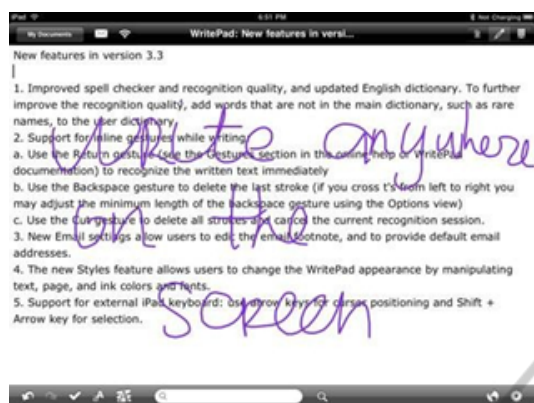 iPad 6:51 PM Not Charging
My Documents WritePad: New features in versi...
New features in version 3.3
1. Improved spell checker and recognition quality, and updated English dictionary. To further
improve the recognition quality, add words that are not in the main dictionary, such as rare
names, to the user dictionary.
2. Support for inline gestures while writing
a. Use the Return gesture (see the Gestures section in the online help or WritePad
documentation) to recognize the written text immediately
b. Use the Backspace gesture to delete the last stroke (if you cross t's from left to right you
may adjust the minimum length of the backspace gesture using the Options view)
c. Use the Cut gesture to delete all strokes and cancel the current recognition session.
3. New Email settings allow users to edit the email footnote, and to provide default email
addresses.
4. The new Styles feature allows users to change the WritePad appearance by manipulating
text, page, and ink colors and fonts.
5. Support for external iPad keyboard: use arrow keys for cursor positioning and Shift +
Arrow key for selection.
write anywhere
on the
screen